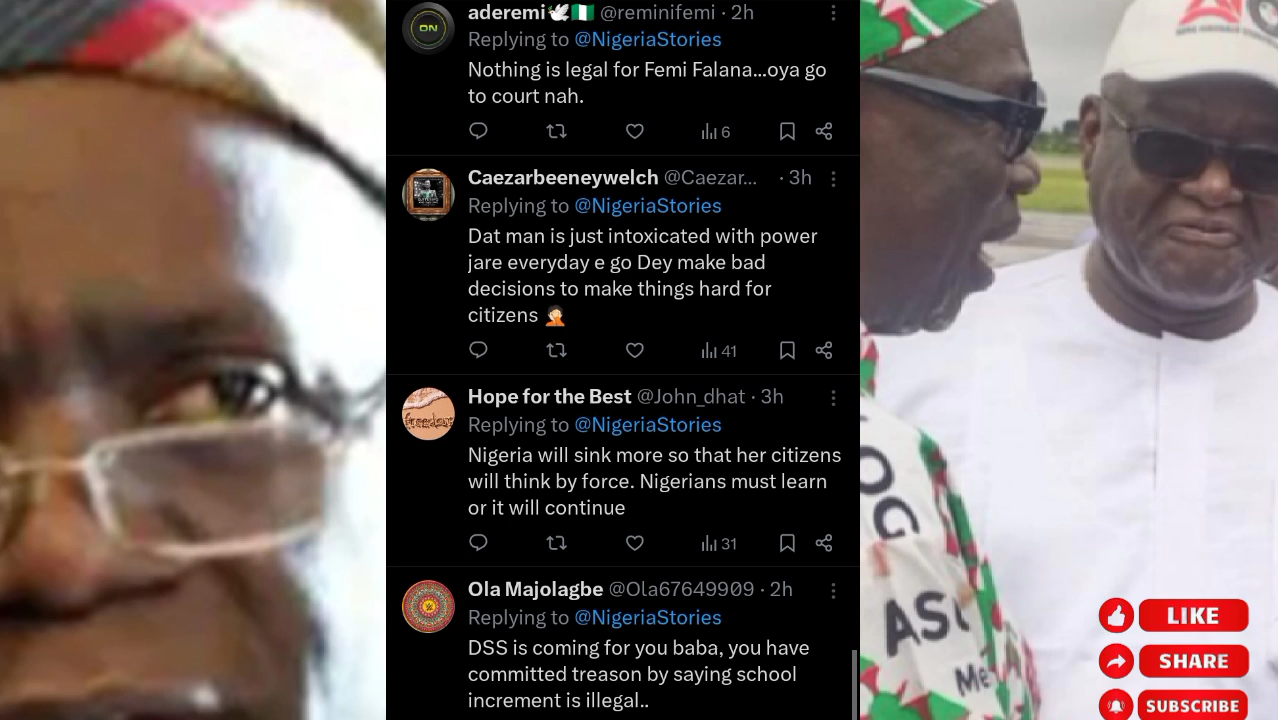 aderemi🕊🇳🇬 @reminifemi · 2h
Replying to @NigeriaStories
Nothing is legal for Femi Falana...oya go
to court nah.
6
Caezarbeeneywelch @Caezar... · 3h
Replying to @NigeriaStories
Dat man is just intoxicated with power
jare everyday e go Dey make bad
decisions to make things hard for
citizens 🤦
41
Hope for the Best @John_dhat · 3h
Replying to @NigeriaStories
Nigeria will sink more so that her citizens
will think by force. Nigerians must learn
or it will continue
31
Ola Majolagbe @Ola67649909 · 2h
Replying to @NigeriaStories
DSS is coming for you baba, you have
committed treason by saying school
increment is illegal..
DN
freedom
OG
AS
Me
LIKE
SHARE
SUBSCRIBE